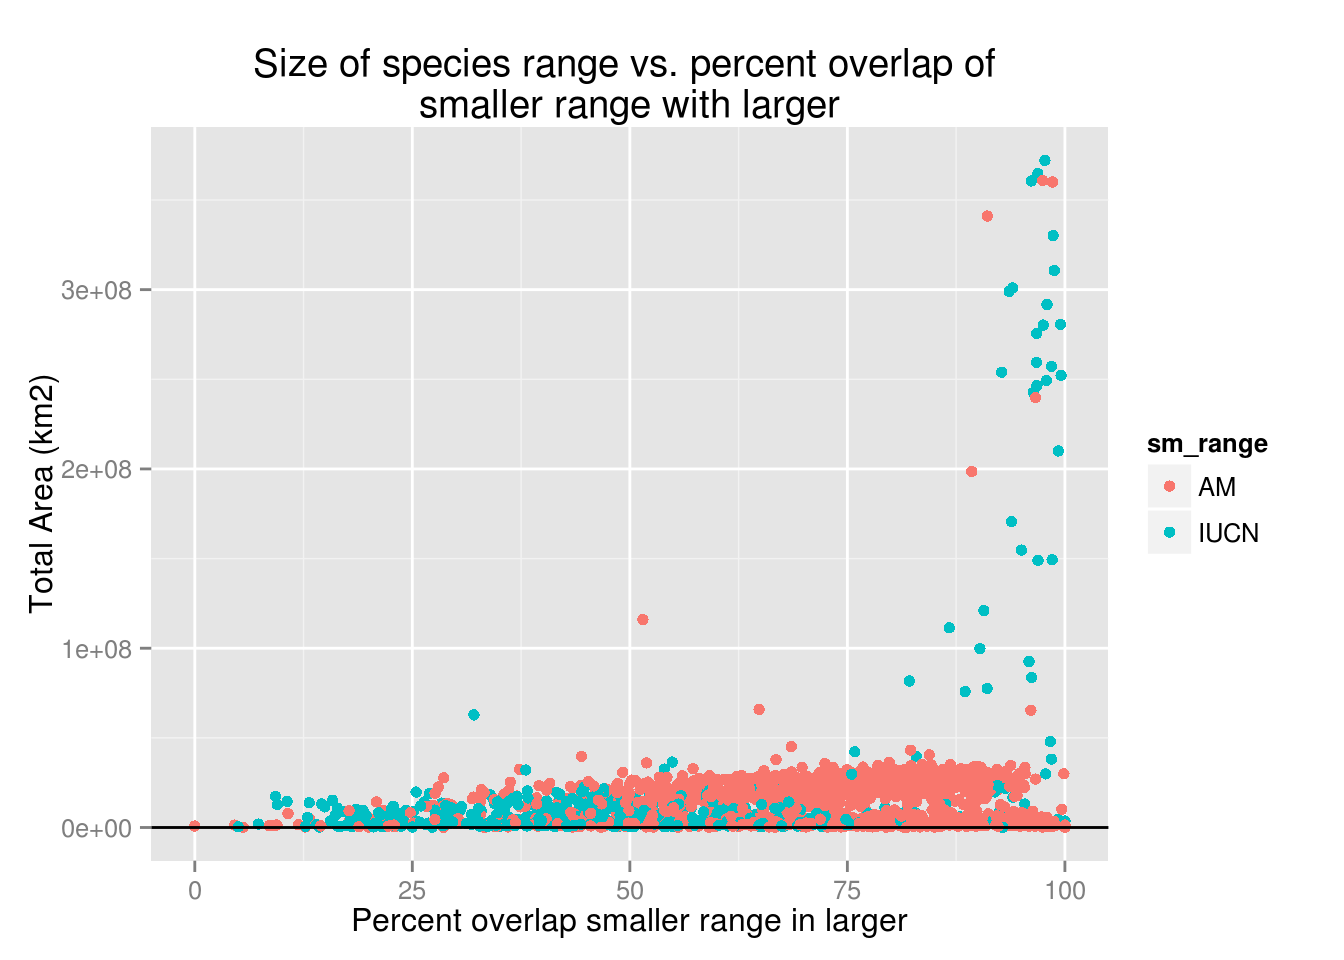 Size of species range vs. percent overlap of
smaller range with larger
Total Area (km2)
3e+08
2e+08
1e+08
0e+00
0
25
50
75
100
Percent overlap smaller range in larger
sm_range
AM
IUCN